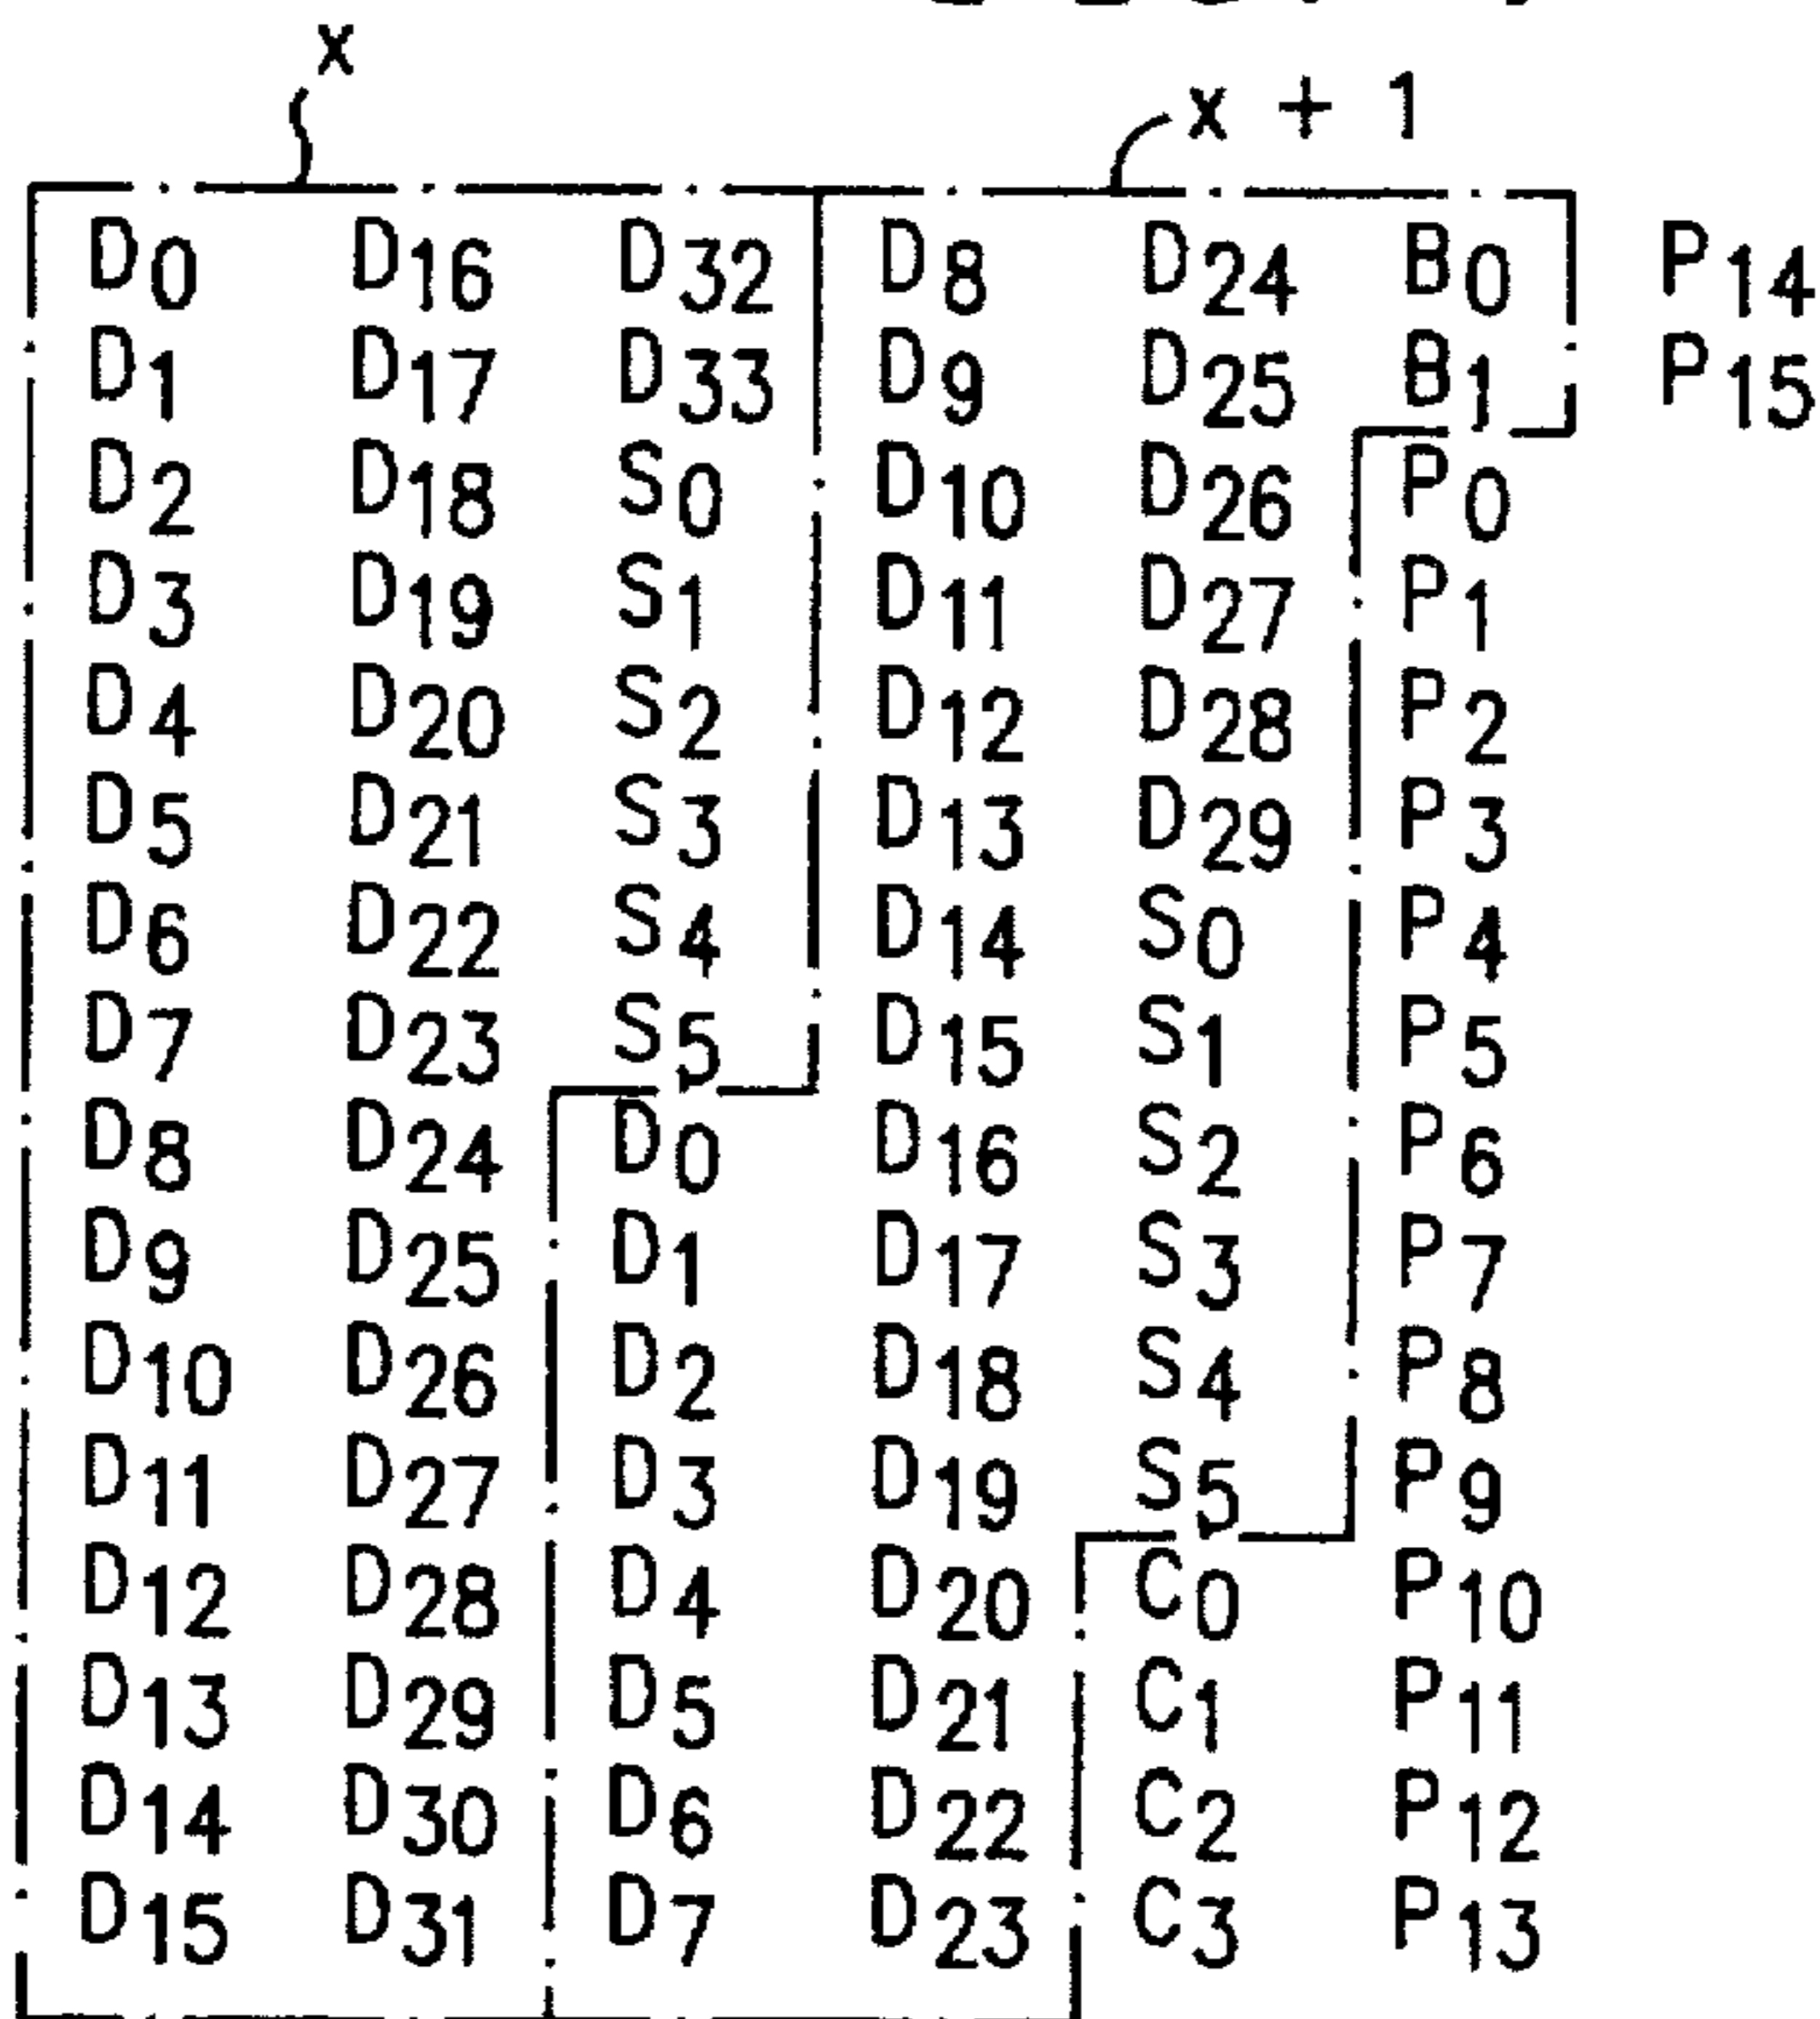 x
x + 1
D0 D16 D32 D8 D24 B0 P14
D1 D17 D33 D9 D25 B1 P15
D2 D18 S0 D10 D26 P0
D3 D19 S1 D11 D27 P1
D4 D20 S2 D12 D28 P2
D5 D21 S3 D13 D29 P3
D6 D22 S4 D14 S0 P4
D7 D23 S5 D15 S1 P5
D8 D24 D0 D16 S2 P6
D9 D25 D1 D17 S3 P7
D10 D26 D2 D18 S4 P8
D11 D27 D3 D19 S5 P9
D12 D28 D4 D20 C0 P10
D13 D29 D5 D21 C1 P11
D14 D30 D6 D22 C2 P12
D15 D31 D7 D23 C3 P13